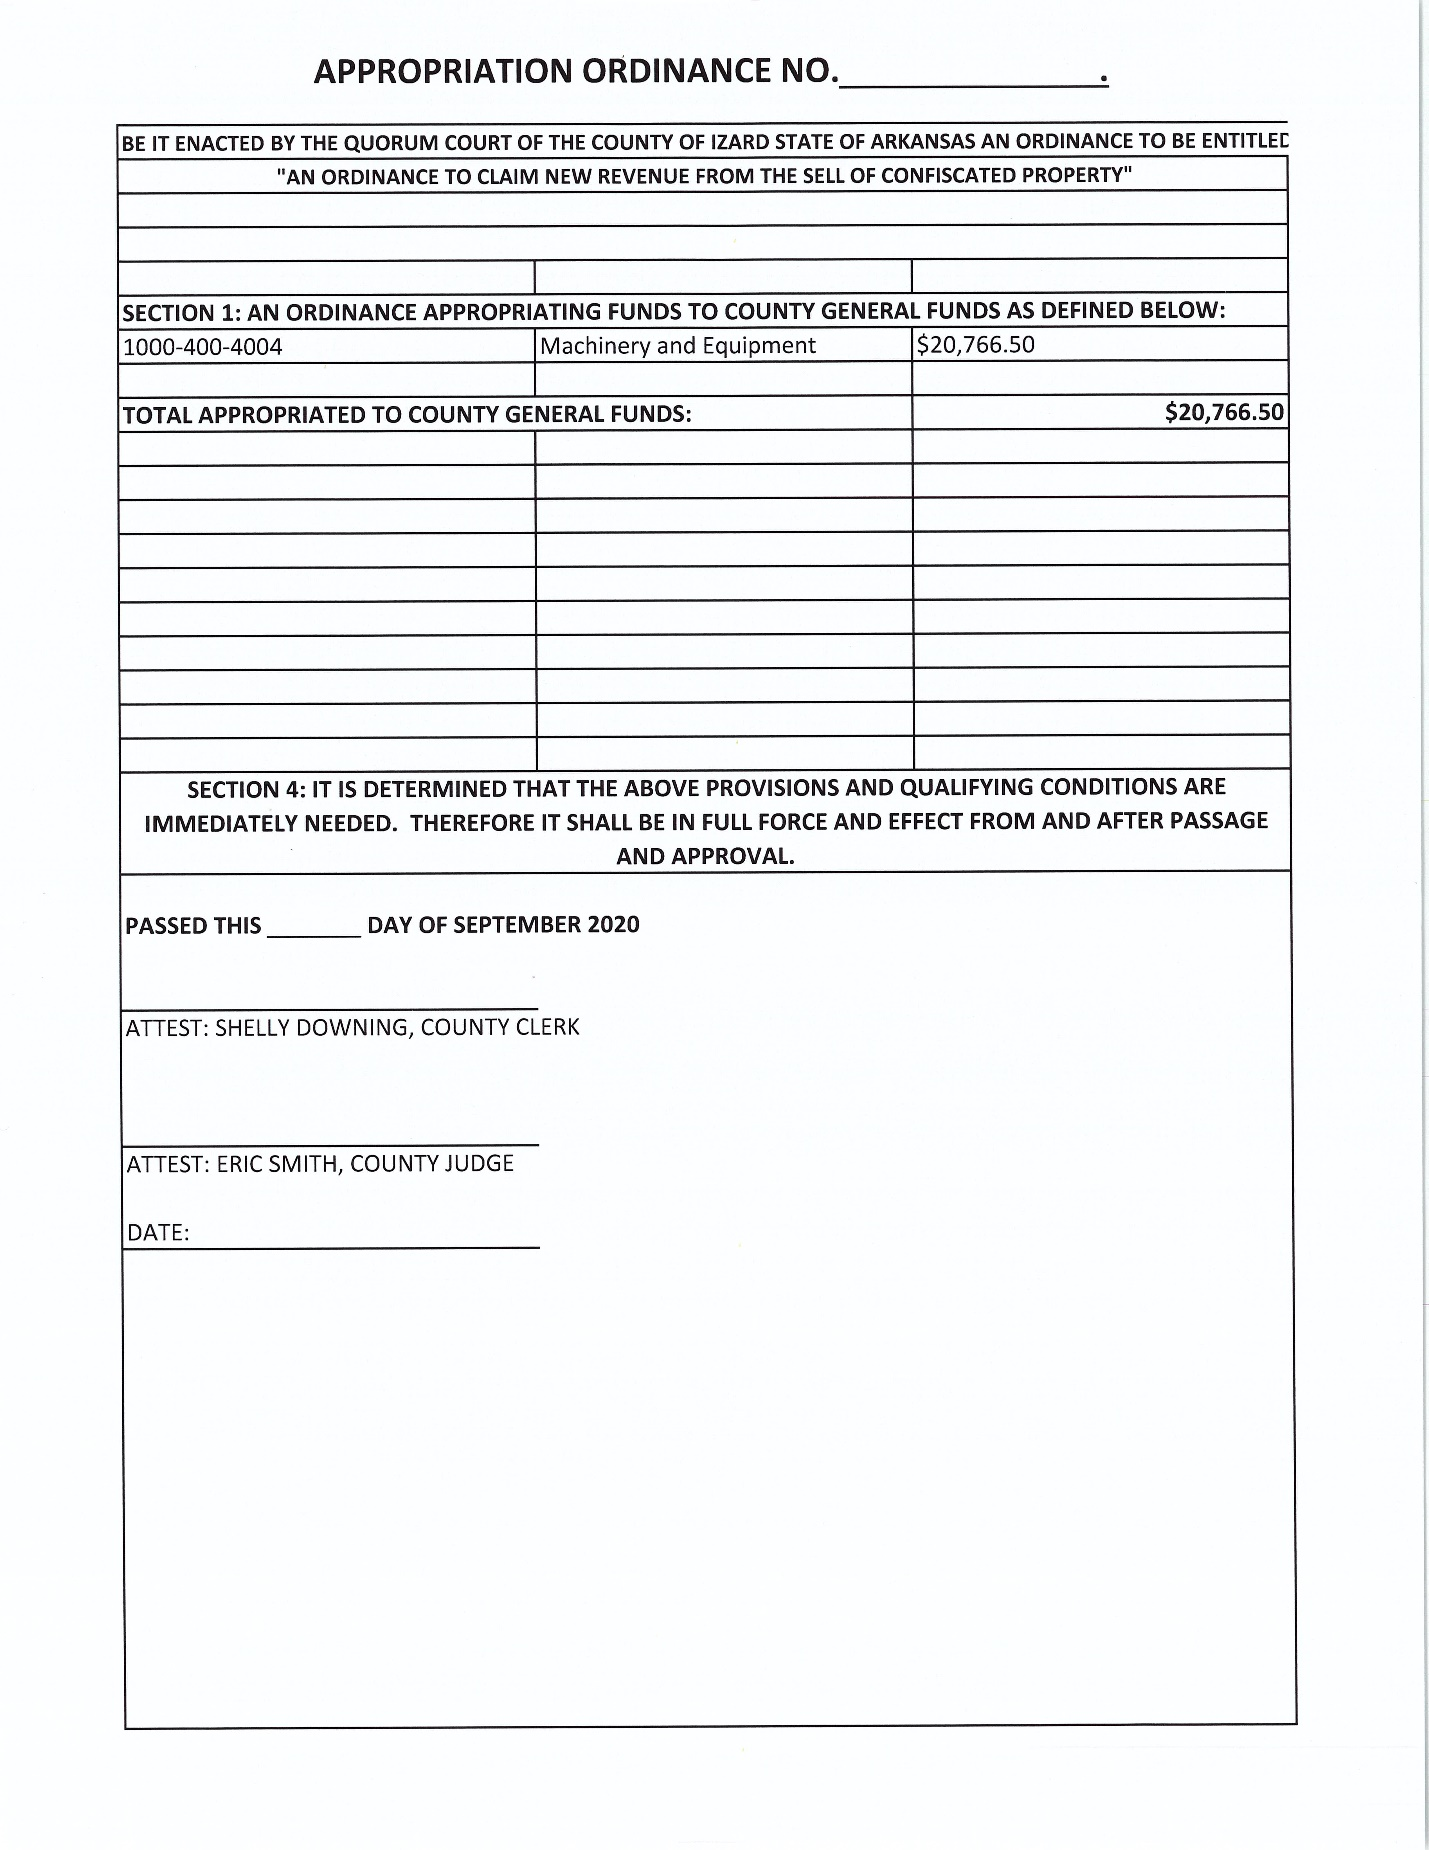 APPROPRIATION ORDINANCE NO.________________.
BE IT ENACTED BY THE QUORUM COURT OF THE COUNTY OF IZARD STATE OF ARKANSAS AN ORDINANCE TO BE ENTITLED
"AN ORDINANCE TO CLAIM NEW REVENUE FROM THE SELL OF CONFISCATED PROPERTY"
SECTION 1: AN ORDINANCE APPROPRIATING FUNDS TO COUNTY GENERAL FUNDS AS DEFINED BELOW:
1000-400-4004 Machinery and Equipment $20,766.50
TOTAL APPROPRIATED TO COUNTY GENERAL FUNDS: $20,766.50
SECTION 4: IT IS DETERMINED THAT THE ABOVE PROVISIONS AND QUALIFYING CONDITIONS ARE
IMMEDIATELY NEEDED. THEREFORE IT SHALL BE IN FULL FORCE AND EFFECT FROM AND AFTER PASSAGE
AND APPROVAL.
PASSED THIS _______ DAY OF SEPTEMBER 2020
ATTEST: SHELLY DOWNING, COUNTY CLERK
ATTEST: ERIC SMITH, COUNTY JUDGE
DATE: